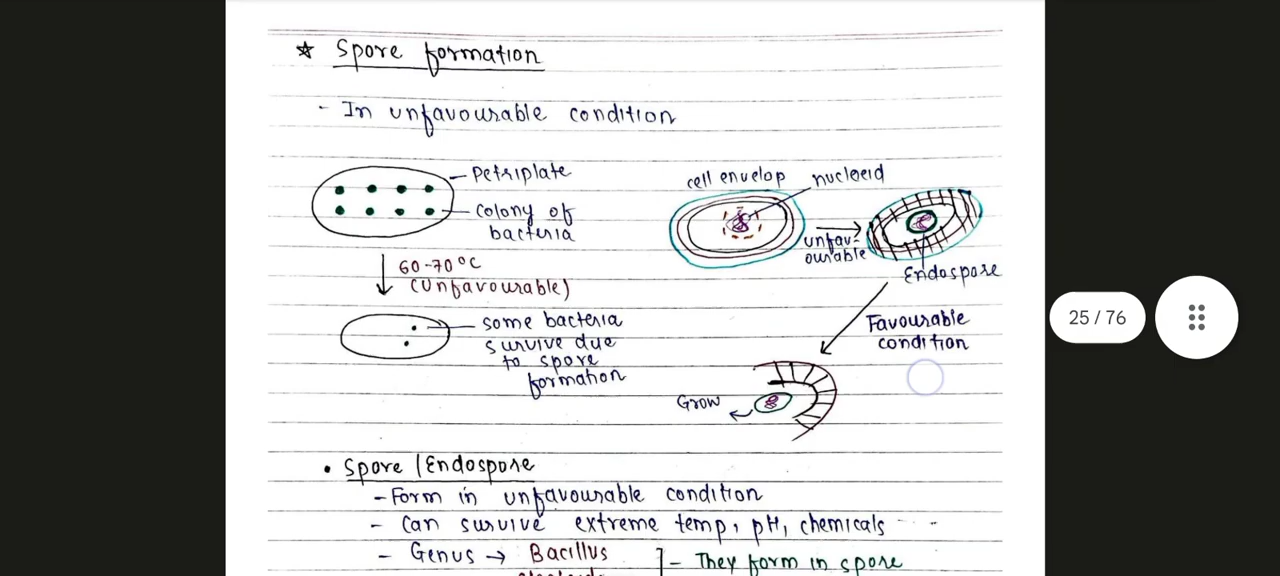 ☆ Spore formation
- In unfavourable condition
Petriplate
colony of
bacteria
60-70°C
(Unfavourable)
some bacteria
survive due
to spore
formation
cell envelop
nucleoid
unfav-
ourable
Endospore
Favourable
condition
Grow
• Spore / Endospore
- Form in unfavourable condition
- Can survive extreme temp, pH, chemicals - -
- Genus → Bacillus ] - They form in spore
25 / 76